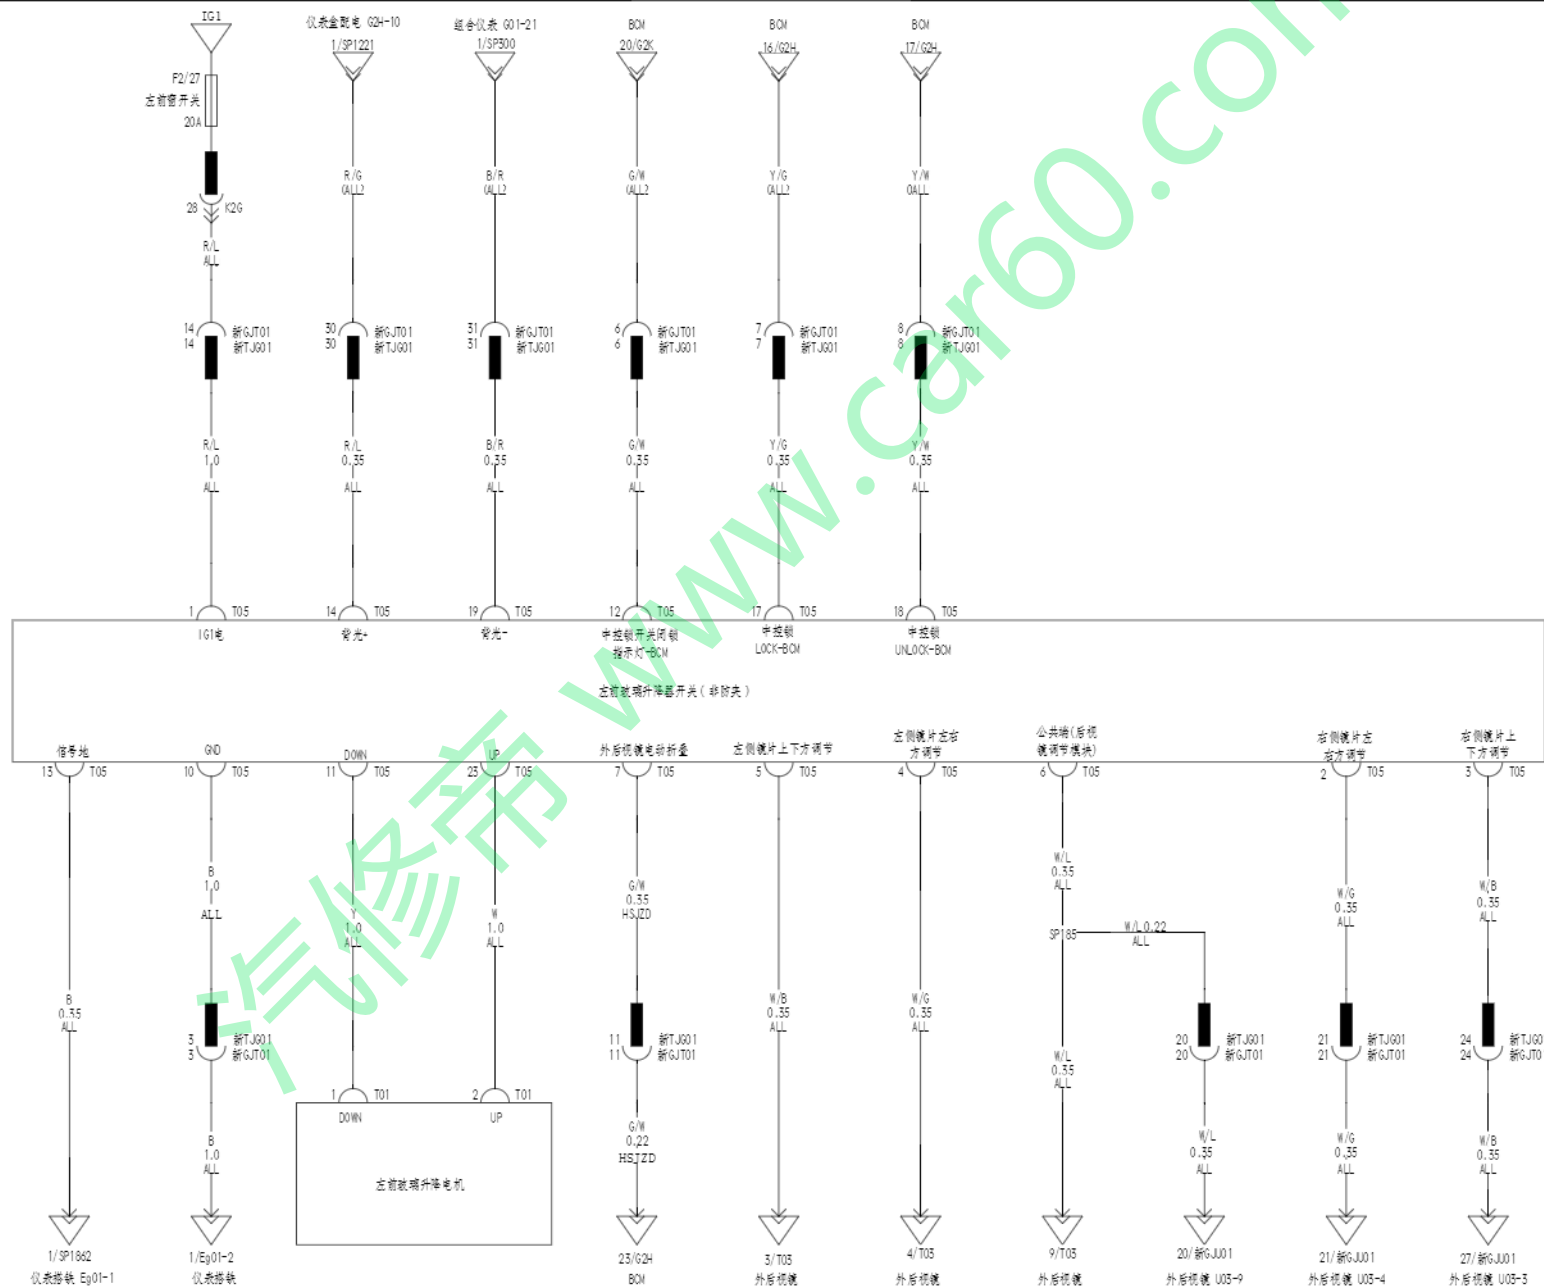 IG1
仪表盒配电 G2H-10
组合仪表 G01-21
BCM
BCM
BCM
1/SP1221
1/SP300
20/G2K
16/G2H
17/G2H
F2/27
左前窗开关
20A
28
K2G
R/L
ALL
R/G
(ALL)
B/R
(ALL)
G/W
(ALL)
Y/G
(ALL)
Y/W
14
新GJT01
14
新TJG01
30
新GJT01
30
新TJG01
31
新GJT01
31
新TJG01
6
新GJT01
6
新TJG01
7
新GJT01
7
新TJG01
8
新GJT01
8
新TJG01
R/L
1.0
ALL
R/L
0.35
ALL
B/R
0.35
ALL
G/W
0.35
ALL
Y/G
0.35
ALL
Y/W
0.35
ALL
1
T05
14
T05
19
T05
12
T05
17
T05
18
T05
IG1电
背光+
背光-
中控锁开关闭锁
指示灯-BCM
中控锁
LOCK-BCM
中控锁
UNLOCK-BCM
左前玻璃升降器开关(非防夹)
信号地
GND
DOWN
UP
外后视镜电动折叠
左侧镜片上下方调节
左侧镜片左右
方调节
公共端(后视
镜调节模块)
右侧镜片左
右方调节
右侧镜片上
下方调节
13
T05
10
T05
11
T05
23
T05
7
T05
5
T05
4
T05
6
T05
2
T05
3
T05
B
0.35
ALL
B
1.0
ALL
Y
1.0
ALL
W
1.0
ALL
G/W
0.35
HSJZD
W/B
0.35
ALL
W/G
0.35
ALL
W/L
0.35
ALL
SP185
W/L 0.22
ALL
W/L
0.35
ALL
W/G
0.35
ALL
W/B
0.35
ALL
3
新TJG01
3
新GJT01
11
新TJG01
11
新GJT01
20
新TJG01
20
新GJT01
21
新TJG01
21
新GJT01
24
新TJG0
24
新GJT0
1
T01
2
T01
DOWN
UP
左前玻璃升降电机
B
1.0
ALL
G/W
0.22
HSJZD
W/L
0.35
ALL
W/G
0.35
ALL
W/B
0.35
ALL
1/SP1862
仪表搭铁 Eg01-1
1/Eg01-2
仪表搭铁
23/G2H
BCM
3/T03
外后视镜
4/T03
外后视镜
9/T03
外后视镜
20/新GJU01
外后视镜 U03-9
21/新GJU01
外后视镜 U03-4
27/新GJU01
外后视镜 U03-3
汽修帝 www.car60.com